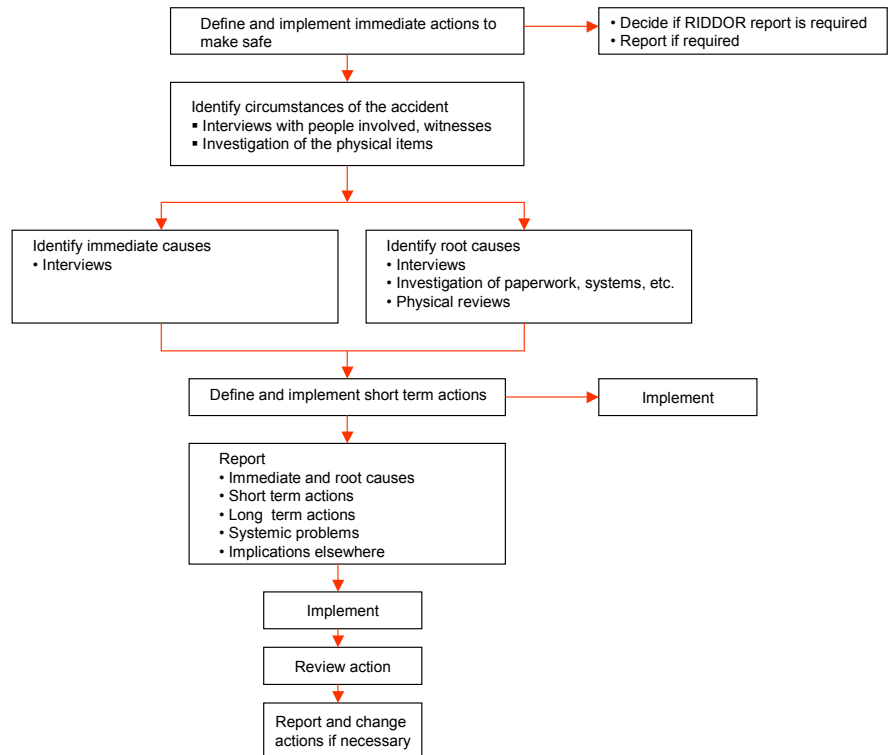 Define and implement immediate actions to
make safe
• Decide if RIDDOR report is required
• Report if required
Identify circumstances of the accident
▪ Interviews with people involved, witnesses
▪ Investigation of the physical items
Identify immediate causes
• Interviews
Identify root causes
• Interviews
• Investigation of paperwork, systems, etc.
• Physical reviews
Define and implement short term actions
Implement
Report
• Immediate and root causes
• Short term actions
• Long term actions
• Systemic problems
• Implications elsewhere
Implement
Review action
Report and change
actions if necessary